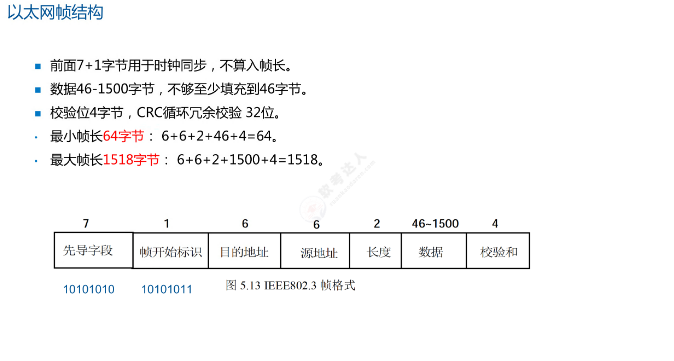 以太网帧结构
前面7+1字节用于时钟同步，不算入帧长。
数据46-1500字节，不够至少填充到46字节。
校验位4字节，CRC循环冗余校验 32位。
最小帧长64字节： 6+6+2+46+4=64。
最大帧长1518字节： 6+6+2+1500+4=1518。
软考达人
7 1 6 6 2 46~1500 4
先导字段 帧开始标识 目的地址 源地址 长度 数据 校验和
10101010 10101011 图 5.13 IEEE802.3 帧格式